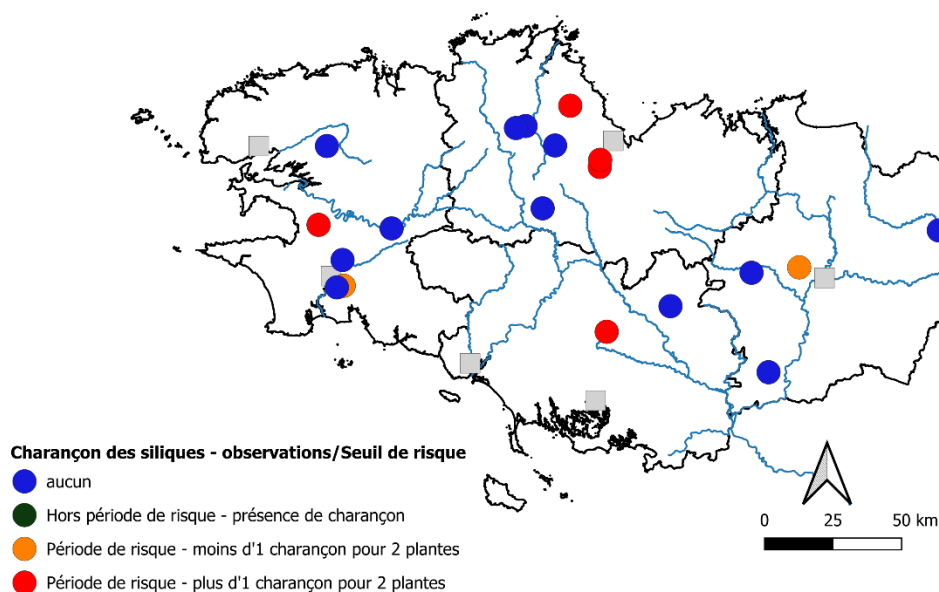 Charançon des siliques - observations/Seuil de risque
aucun
Hors période de risque - présence de charançon
Période de risque - moins d'1 charançon pour 2 plantes
Période de risque - plus d'1 charançon pour 2 plantes
0 25 50 km